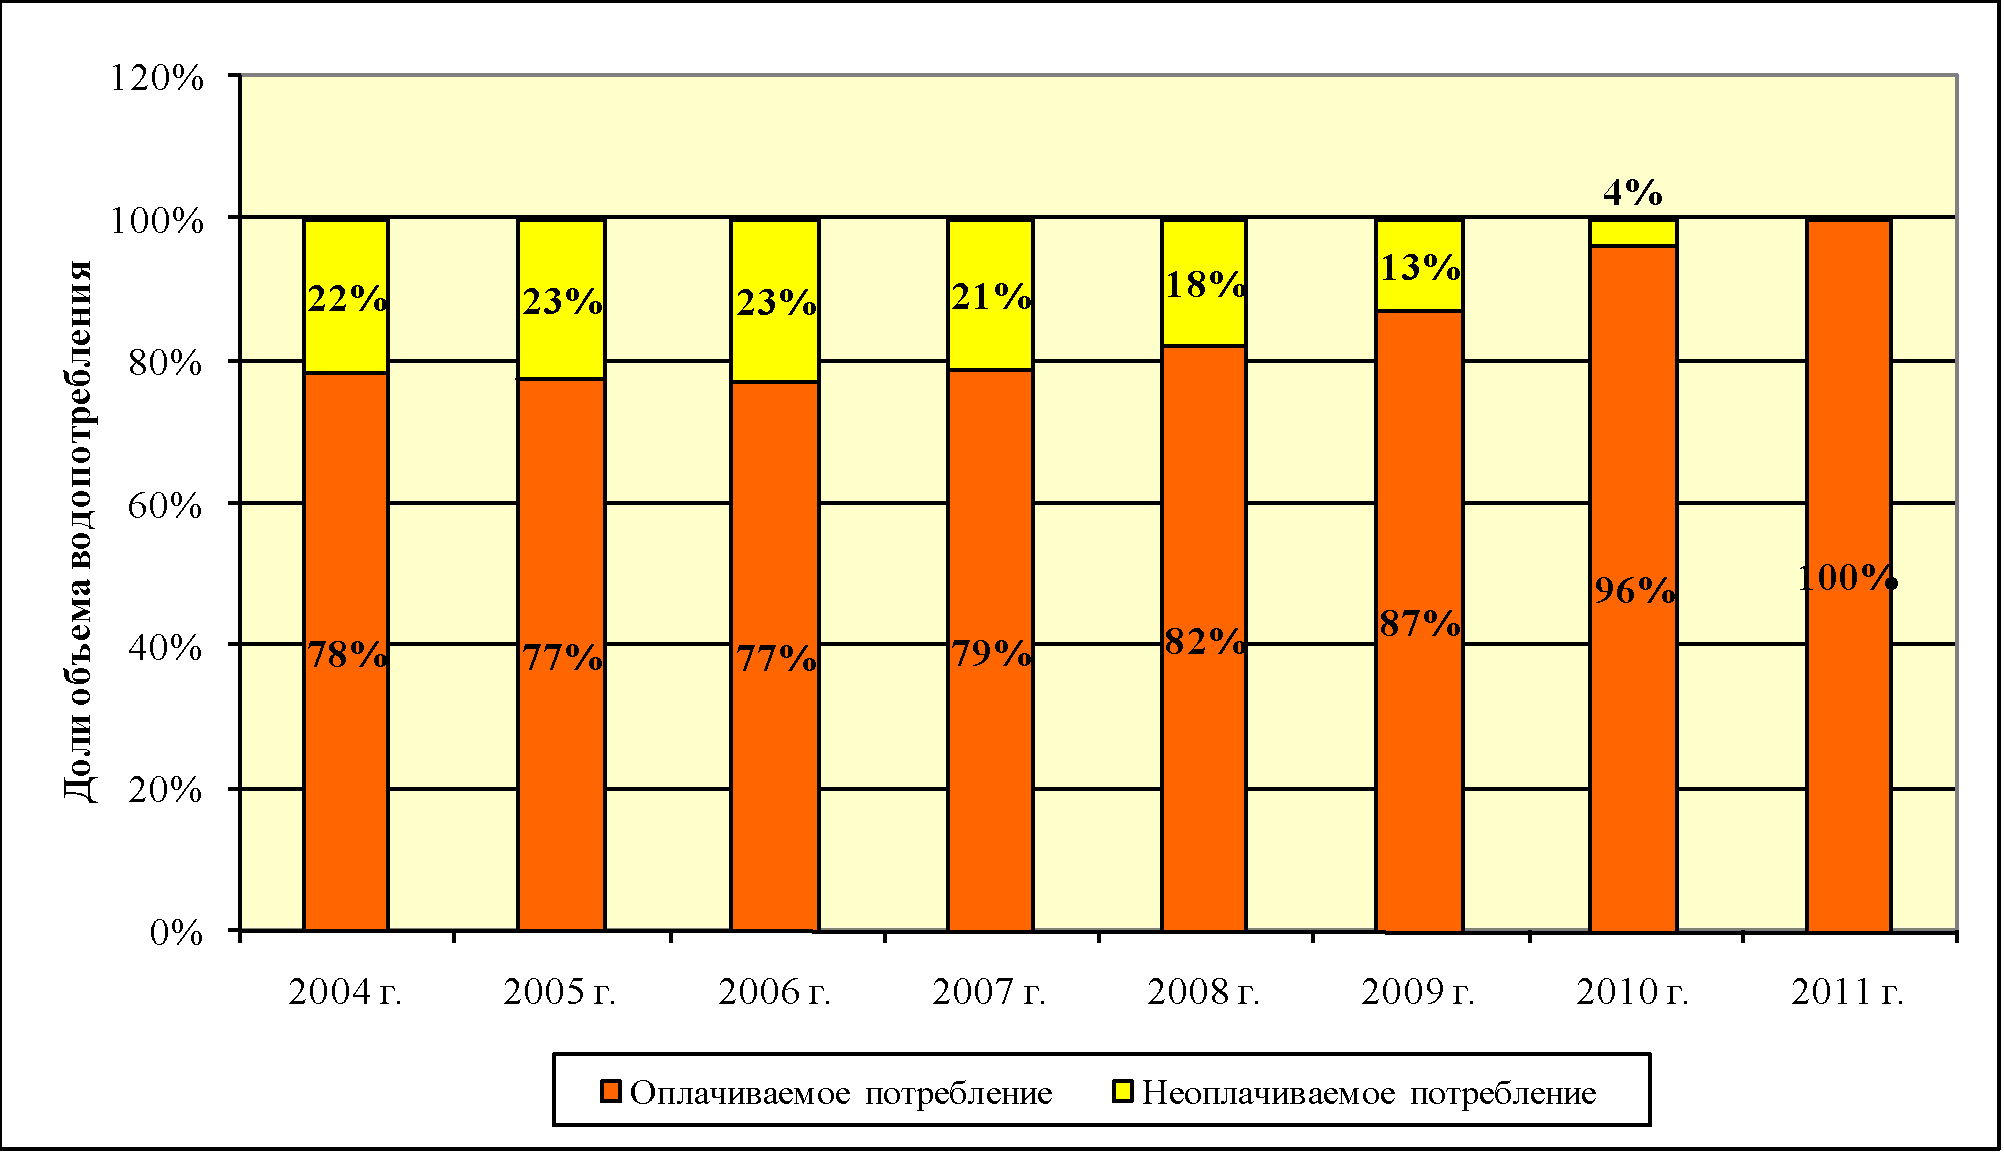 Доли объема водопотребления
120%
100%
80%
60%
40%
20%
0%
22%
23%
23%
21%
18%
13%
4%
78%
77%
77%
79%
82%
87%
96%
100%
2004 г.
2005 г.
2006 г.
2007 г.
2008 г.
2009 г.
2010 г.
2011 г.
Оплачиваемое потребление
Неоплачиваемое потребление